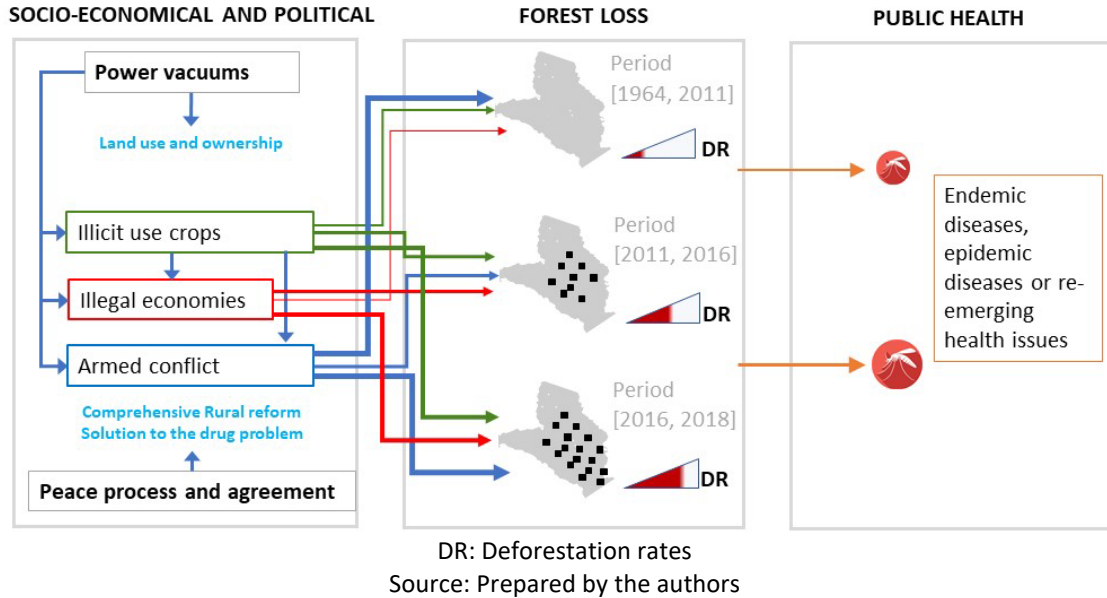 SOCIO-ECONOMICAL AND POLITICAL
Power vacuums
Land use and ownership
Illicit use crops
Illegal economies
Armed conflict
Comprehensive Rural reform
Solution to the drug problem
Peace process and agreement
FOREST LOSS
Period
[1964, 2011]
DR
Period
[2011, 2016]
DR
Period
[2016, 2018]
DR
PUBLIC HEALTH
Endemic
diseases,
epidemic
diseases or re-
emerging
health issues
DR: Deforestation rates
Source: Prepared by the authors